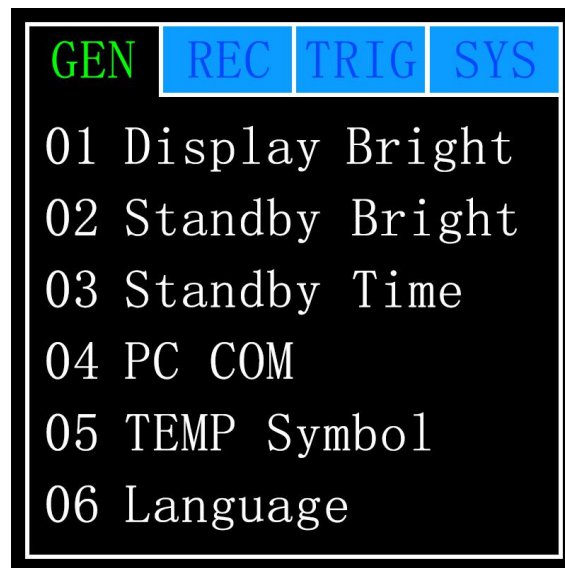 GEN REC TRIG SYS
01 Display Bright
02 Standby Bright
03 Standby Time
04 PC COM
05 TEMP Symbol
06 Language